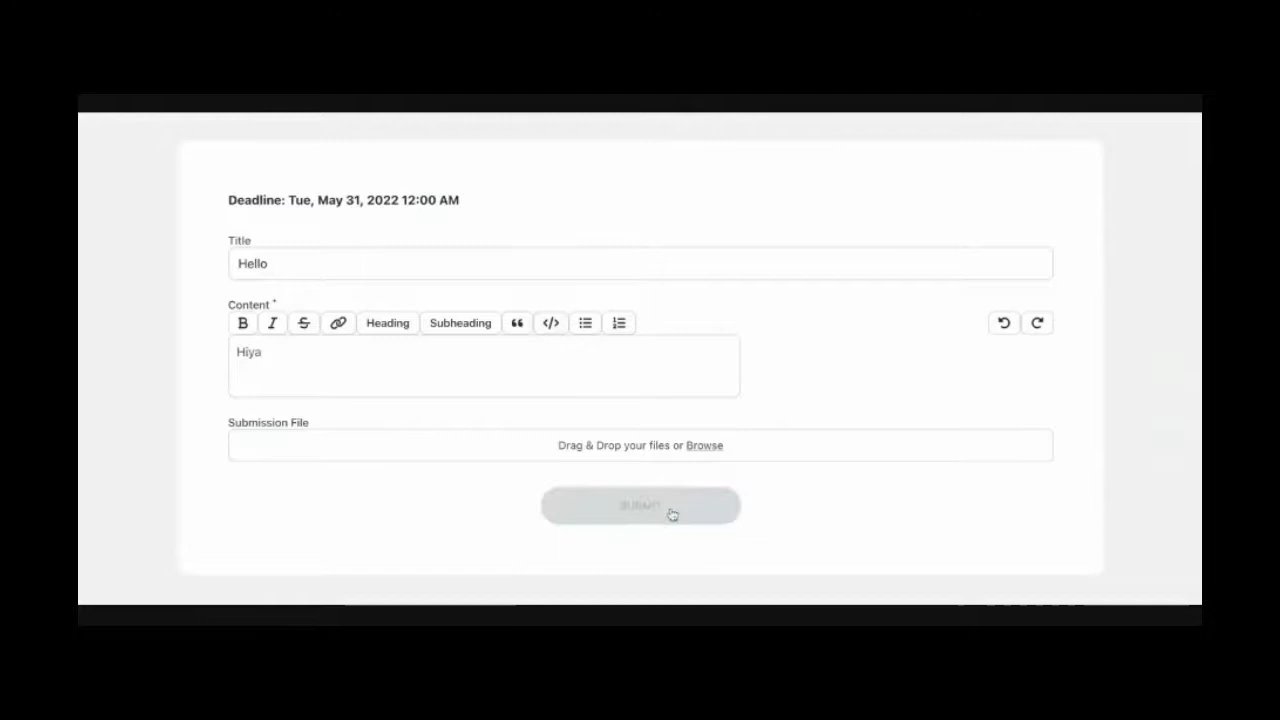 Deadline: Tue, May 31, 2022 12:00 AM
Title
Hello
Content *
B I S Heading Subheading “ </>
Hiya
Submission File
Drag & Drop your files or Browse
SUBMIT